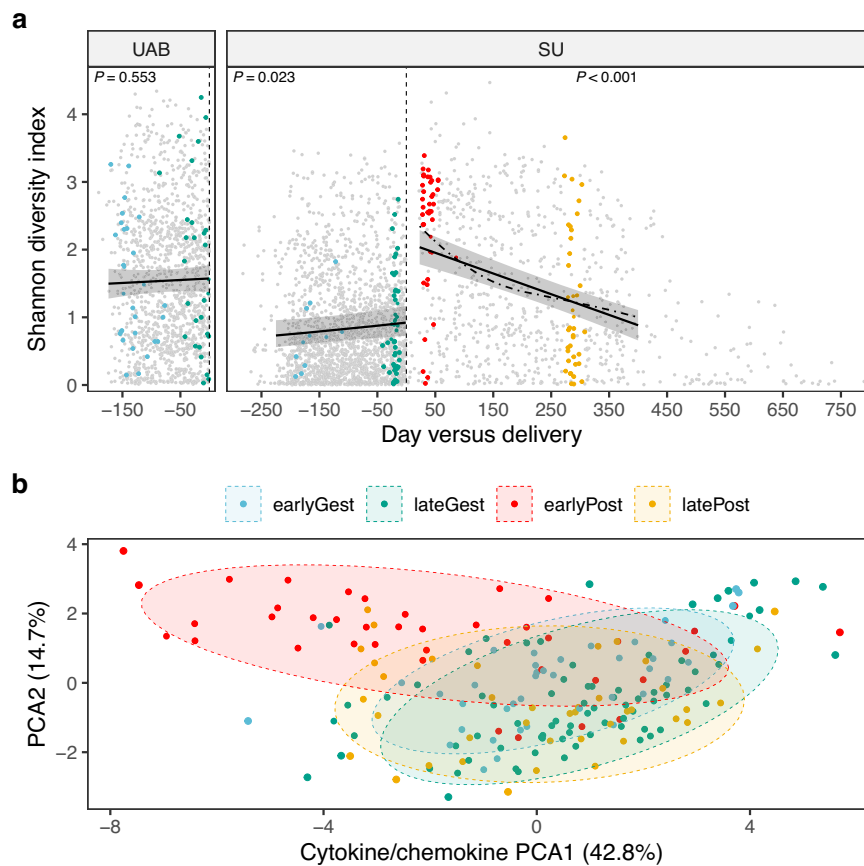 a
UAB
SU
P = 0.553
P = 0.023
P < 0.001
Shannon diversity index
4
3
2
1
0
−150 −50
−250 −150 −50 50 150 250 350 450 550 650 750
Day versus delivery
b
earlyGest lateGest earlyPost latePost
PCA2 (14.7%)
4
2
0
−2
−8 −4 0 4
Cytokine/chemokine PCA1 (42.8%)